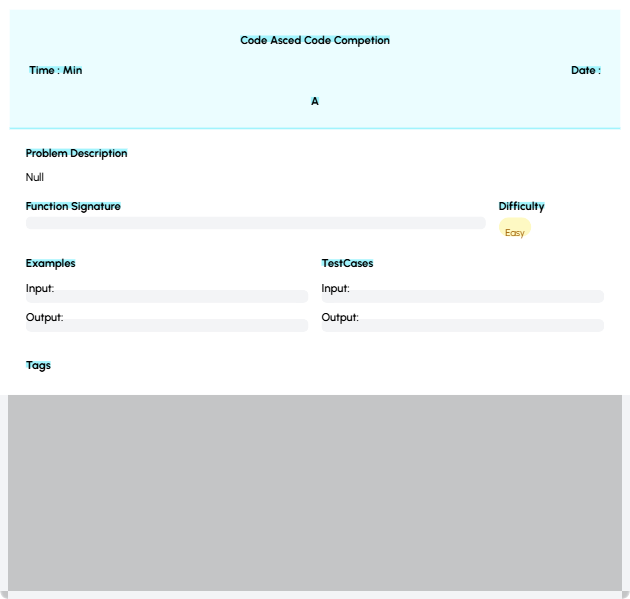 Code Asced Code Competion
Time : Min Date :
A
Problem Description
Null
Function Signature Difficulty
Easy
Examples TestCases
Input: Input:
Output: Output:
Tags